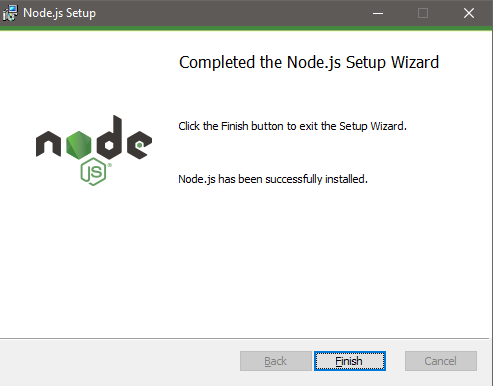 Node.js Setup
Completed the Node.js Setup Wizard
Click the Finish button to exit the Setup Wizard.
node
JS®
Node.js has been successfully installed.
Back Finish Cancel